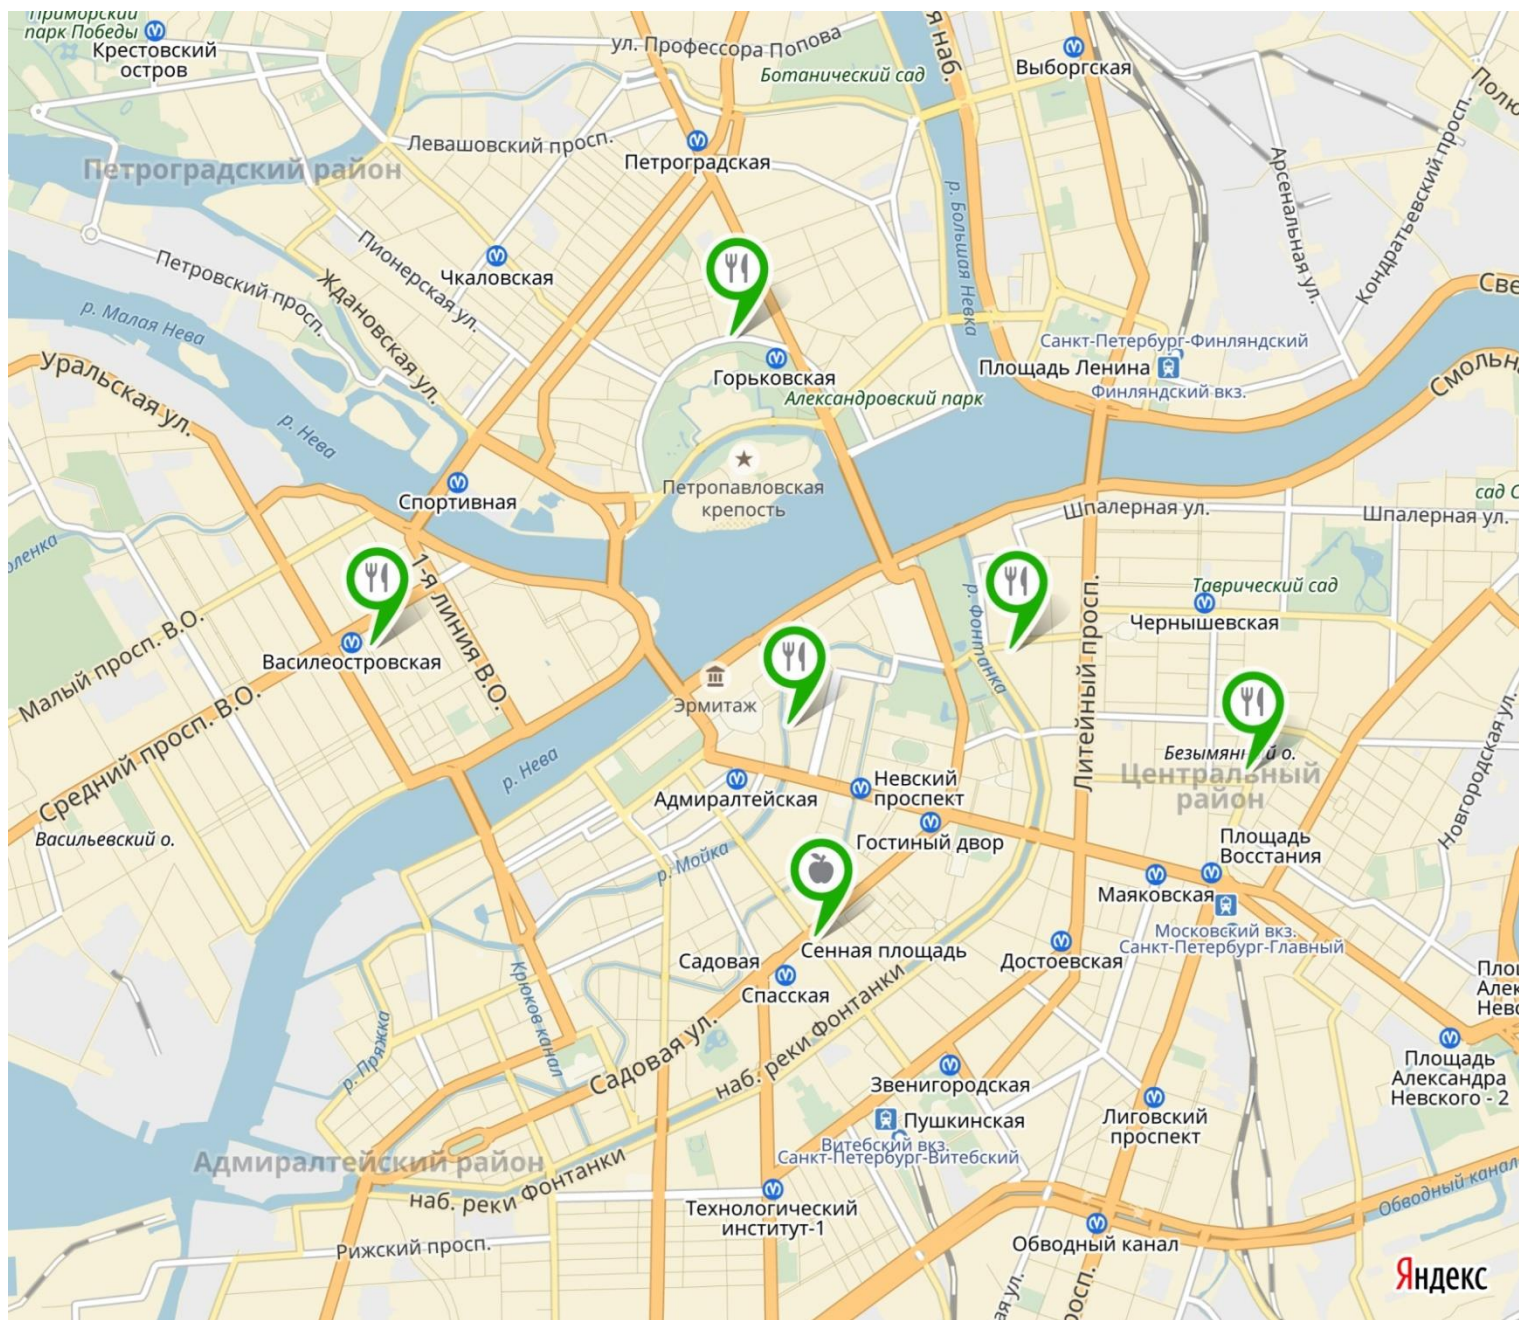 Приморский
парк Победы
Крестовский
остров
ул. Профессора Попова
Ботанический сад
Выборгская
Левашовский просп.
Петроградская
Петроградский район
Арсенальная ул.
Кондратьевский просп.
р. Большая Невка
Пионерская ул.
Чкаловская
Петровский просп.
Ждановская ул.
р. Малая Нева
Санкт-Петербург-Финляндский
Площадь Ленина
Финляндский вкз.
Горьковская
Александровский парк
Уральская ул.
р. Нева
Петропавловская
крепость
Спортивная
Шпалерная ул.
Шпалерная ул.
1-я линия В.О.
р. Фонтанка
Таврический сад
Чернышевская
Малый просп. В.О.
Василеостровская
Литейный просп.
Эрмитаж
Средний просп. В.О.
р. Нева
Безымянный о.
Центральный
район
Новгородская ул.
Адмиралтейская
Невский
проспект
Гостиный двор
Васильевский о.
Площадь
Восстания
р. Мойка
Маяковская
Московский вкз.
Санкт-Петербург-Главный
Садовая
Сенная площадь
Достоевская
Спасская
Крюков канал
р. Пряжка
Садовая ул.
наб. реки Фонтанки
Звенигородская
Площадь
Александра
Невского - 2
Лиговский
проспект
Пушкинская
Витебский вкз.
Санкт-Петербург-Витебский
Адмиралтейский район
наб. реки Фонтанки
Технологический
институт-1
Обводный канал
Рижский просп.
Обводный канал
Яндекс